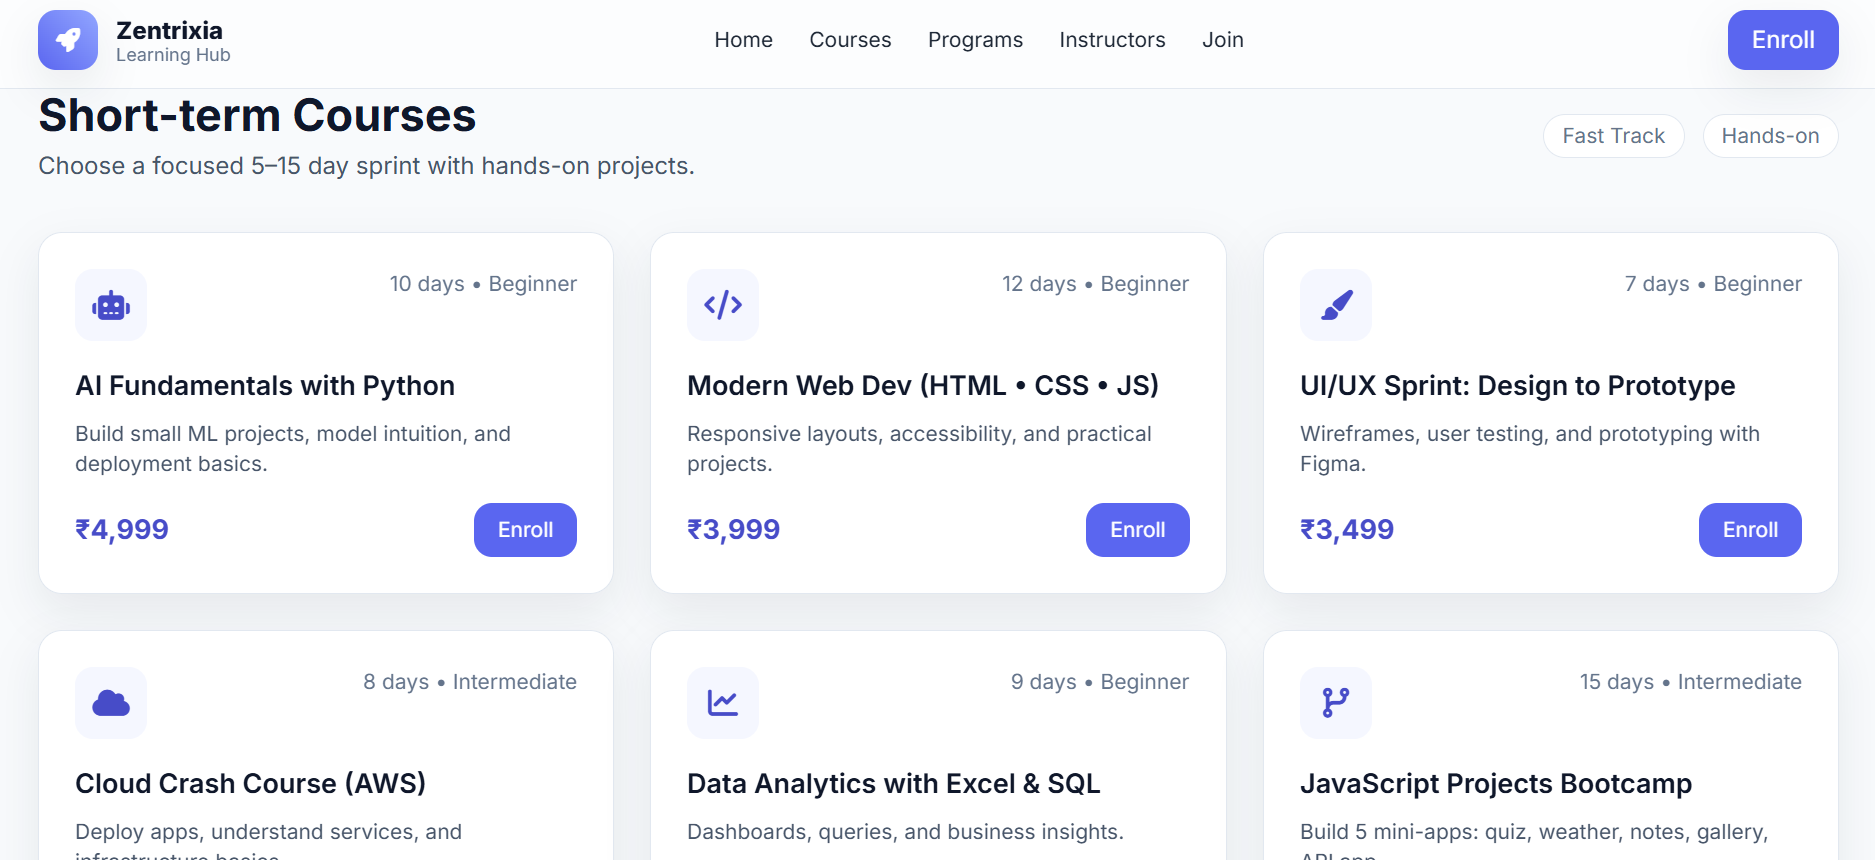 Zentrixia
Learning Hub
Home
Courses
Programs
Instructors
Join
Enroll
Short-term Courses
Choose a focused 5–15 day sprint with hands-on projects.
Fast Track
Hands-on
10 days • Beginner
AI Fundamentals with Python
Build small ML projects, model intuition, and
deployment basics.
₹4,999
Enroll
12 days • Beginner
Modern Web Dev (HTML • CSS • JS)
Responsive layouts, accessibility, and practical
projects.
₹3,999
Enroll
7 days • Beginner
UI/UX Sprint: Design to Prototype
Wireframes, user testing, and prototyping with
Figma.
₹3,499
Enroll
8 days • Intermediate
Cloud Crash Course (AWS)
Deploy apps, understand services, and
infrastructure basics.
9 days • Beginner
Data Analytics with Excel & SQL
Dashboards, queries, and business insights.
15 days • Intermediate
JavaScript Projects Bootcamp
Build 5 mini-apps: quiz, weather, notes, gallery,
API app.